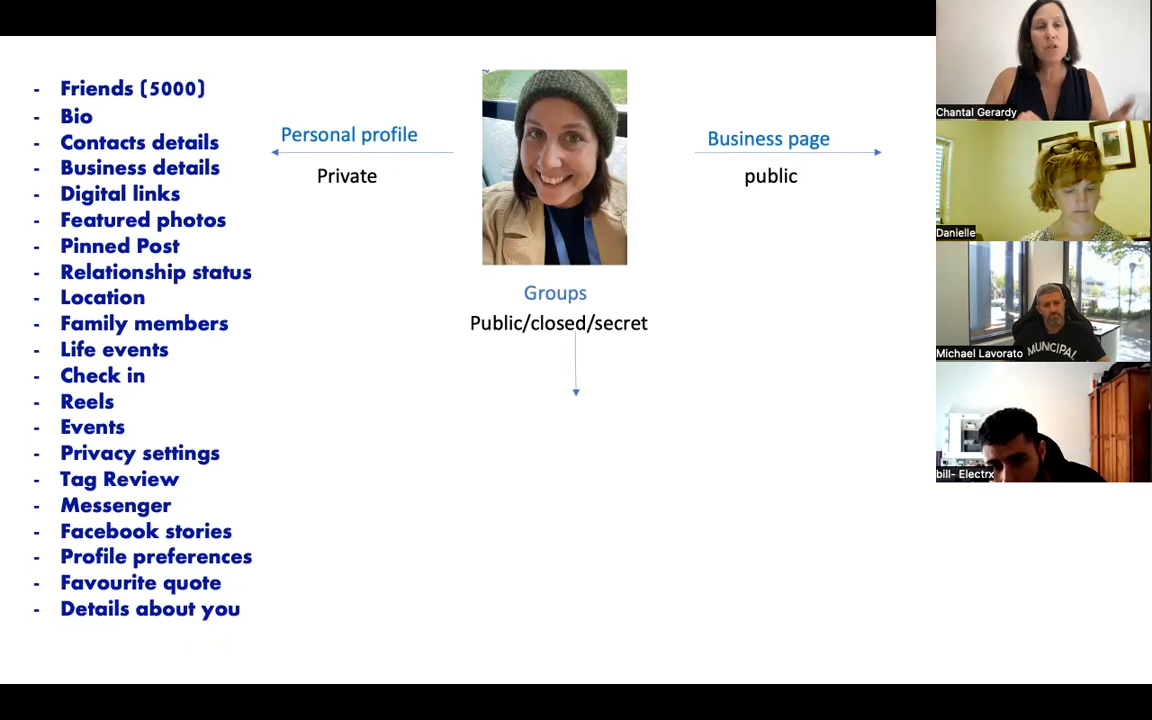 - Friends (5000)
- Bio
- Contacts details
- Business details
- Digital links
- Featured photos
- Pinned Post
- Relationship status
- Location
- Family members
- Life events
- Check in
- Reels
- Events
- Privacy settings
- Tag Review
- Messenger
- Facebook stories
- Profile preferences
- Favourite quote
- Details about you
Personal profile
Private
Groups
Public/closed/secret
Business page
public
Chantal Gerardy
Danielle
Michael Lavorato
MUNICIPAL
bill- Electrx